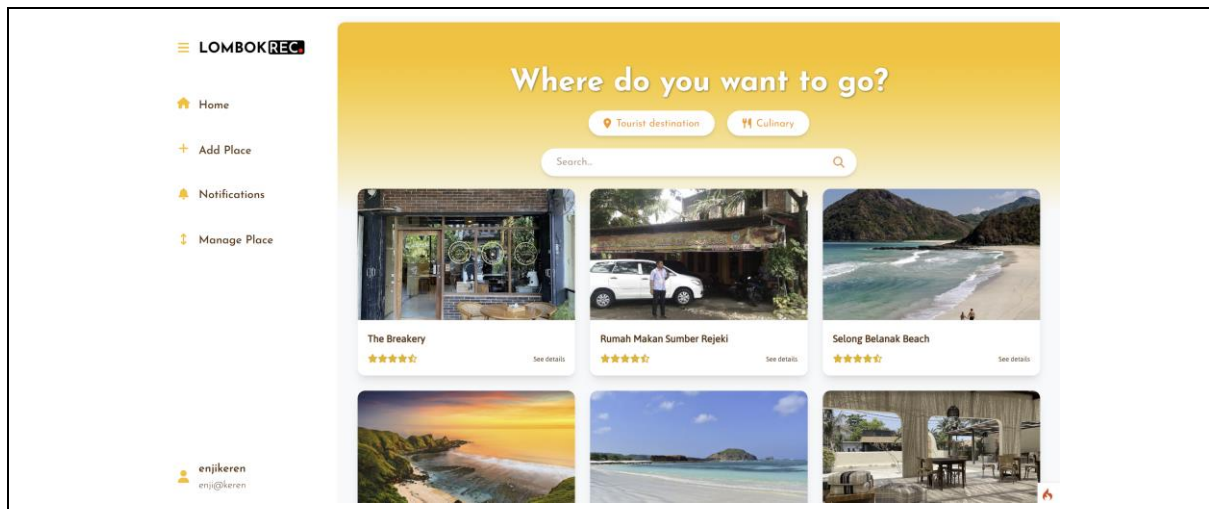 LOMBOKREC.
Home
Add Place
Notifications
Manage Place
enjikeren
enji@keren
Where do you want to go?
Tourist destination
Culinary
Search...
The Breakery
See details
Rumah Makan Sumber Rejeki
See details
Selong Belanak Beach
See details